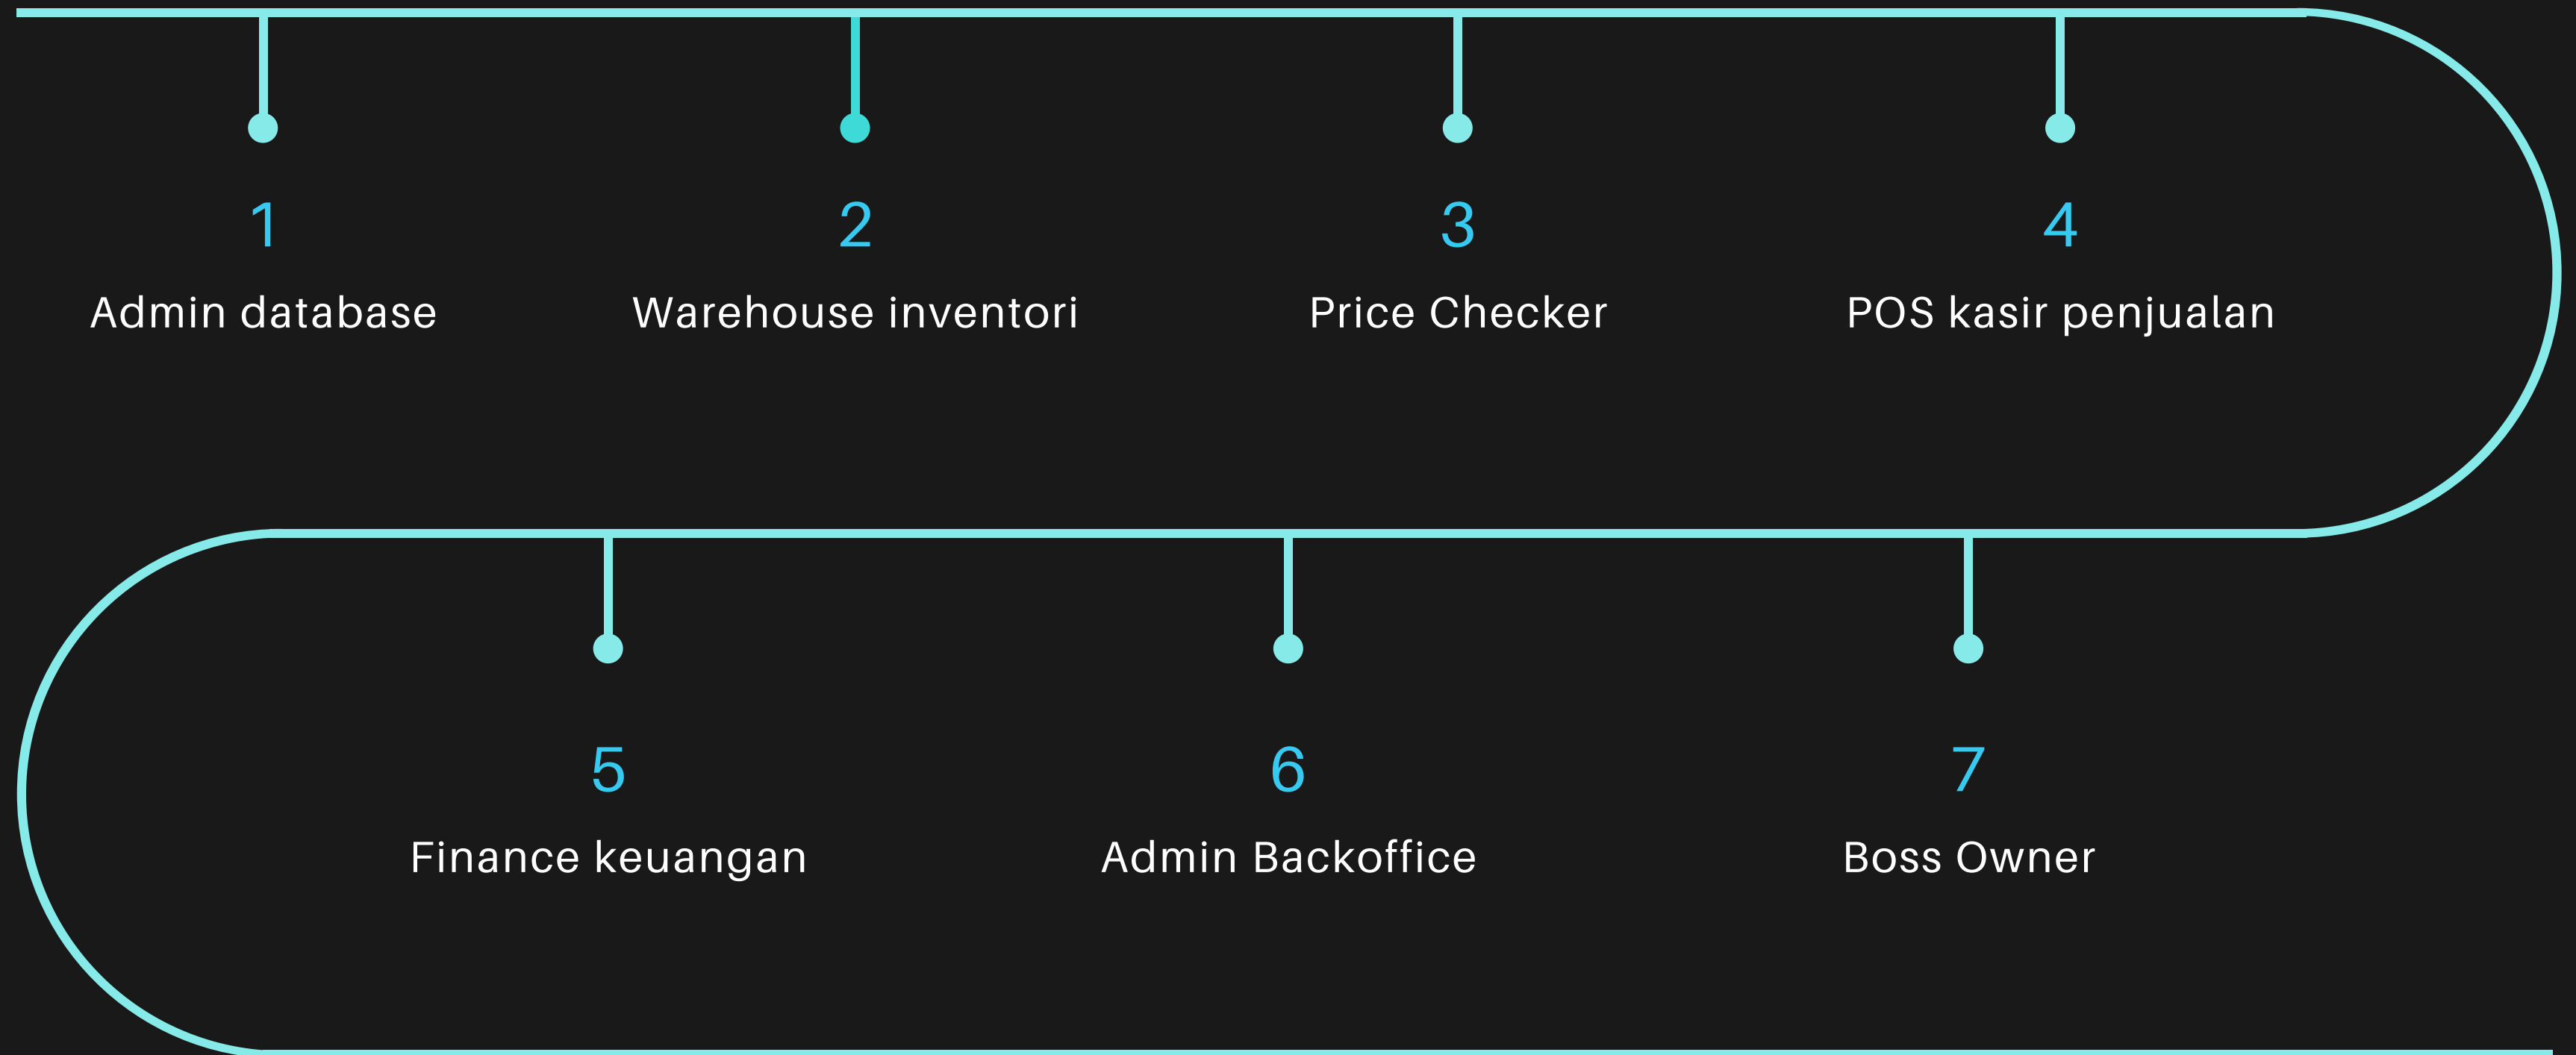 1
Admin database
2
Warehouse inventori
3
Price Checker
4
POS kasir penjualan
5
Finance keuangan
6
Admin Backoffice
7
Boss Owner